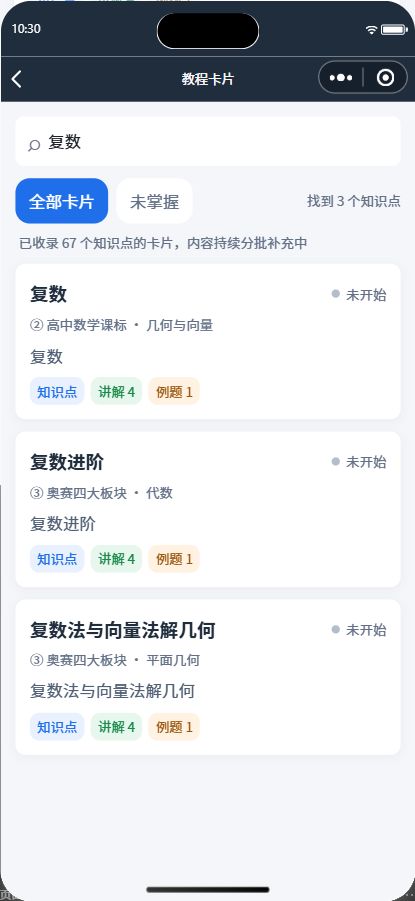 10:30
教程卡片
复数
全部卡片 未掌握 找到 3 个知识点
已收录 67 个知识点的卡片，内容持续分批补充中
复数 未开始
② 高中数学课标 · 几何与向量
复数
知识点 讲解 4 例题 1
复数进阶 未开始
③ 奥赛四大板块 · 代数
复数进阶
知识点 讲解 4 例题 1
复数法与向量法解几何 未开始
③ 奥赛四大板块 · 平面几何
复数法与向量法解几何
知识点 讲解 4 例题 1